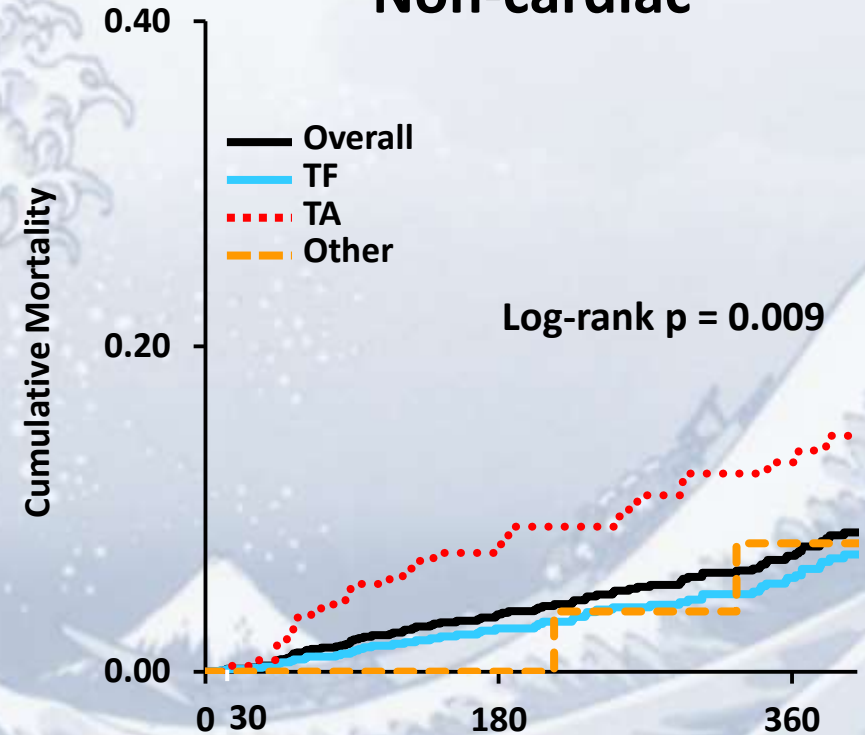 Non-cardiac
0.40
Overall
TF
TA
Other
Log-rank p = 0.009
Cumulative Mortality
0.20
0.00
0 30 180 360